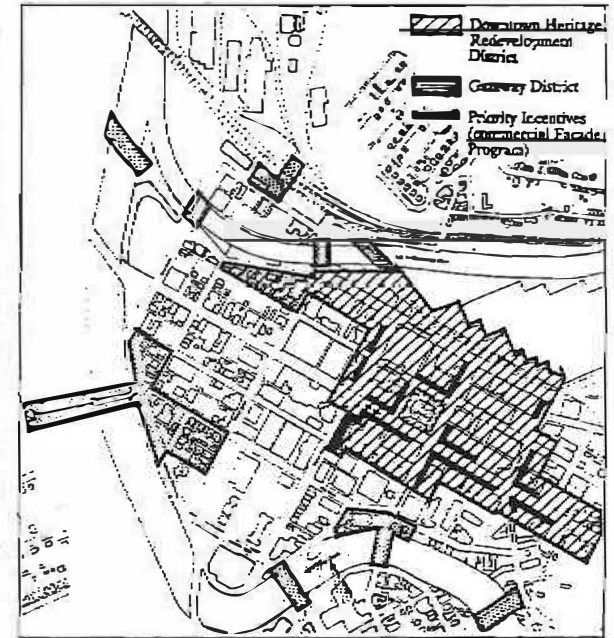 Downtown Heritage
Redevelopment
District
Gateway District
Priority Incentives
(commercial Facade
Program)